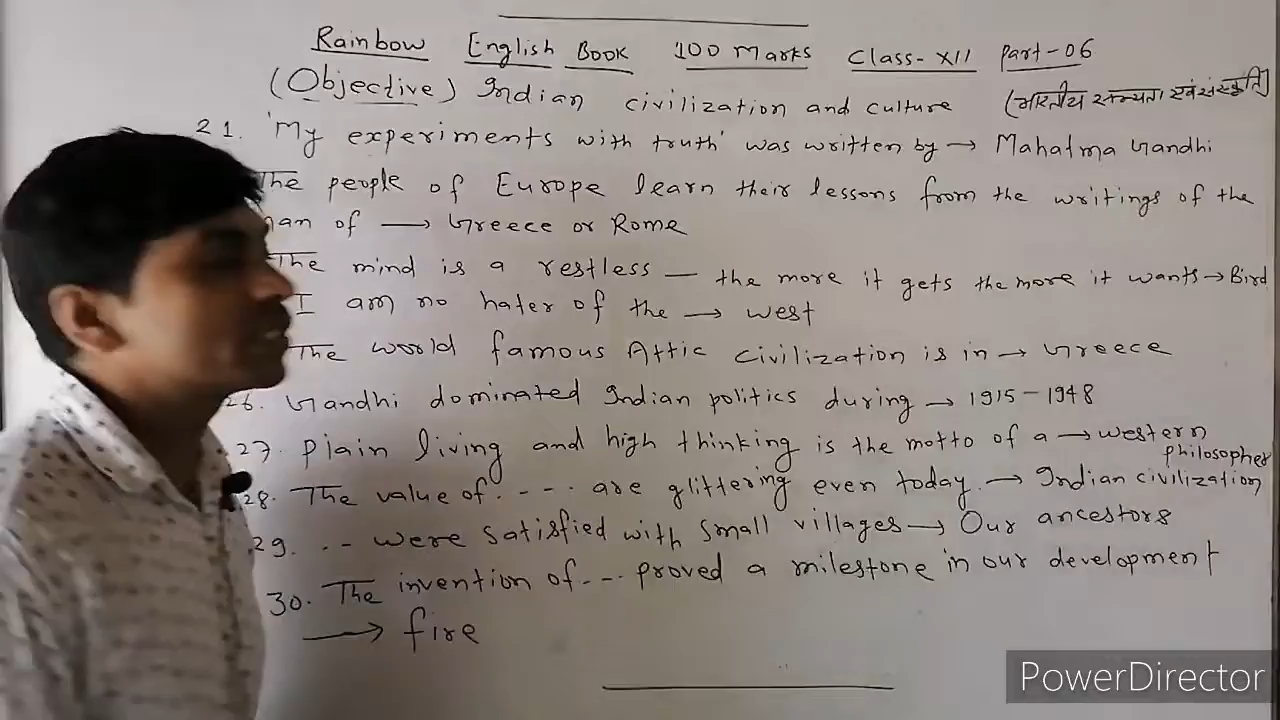 Rainbow English Book 100 Marks Class-XII Part-06
(Objective) Indian civilization and culture (भारतीय सभ्यता एवं संस्कृति)
21. 'My experiments with truth' was written by → Mahatma Gandhi
The people of Europe learn their lessons from the writings of the
man of → Greece or Rome
The mind is a restless — the more it gets the more it wants → Bird
I am no hater of the → west
The world famous Attic civilization is in → Greece
26. Gandhi dominated Indian politics during → 1915-1948
27. Plain living and high thinking is the motto of a → western
philosopher
28. The value of .---. are glittering even today. → Indian civilization
29. .-- were satisfied with small villages → Our ancestors
30. The invention of.--. proved a milestone in our development
→ fire
PowerDirector